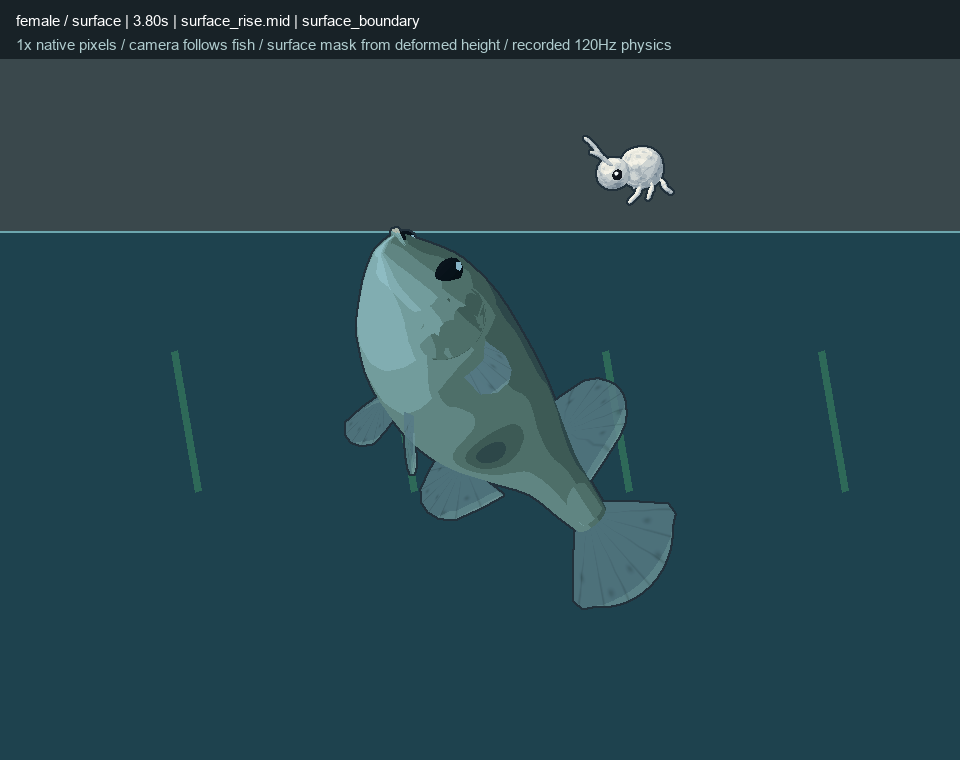 female / surface | 3.80s | surface_rise.mid | surface_boundary
1x native pixels / camera follows fish / surface mask from deformed height / recorded 120Hz physics